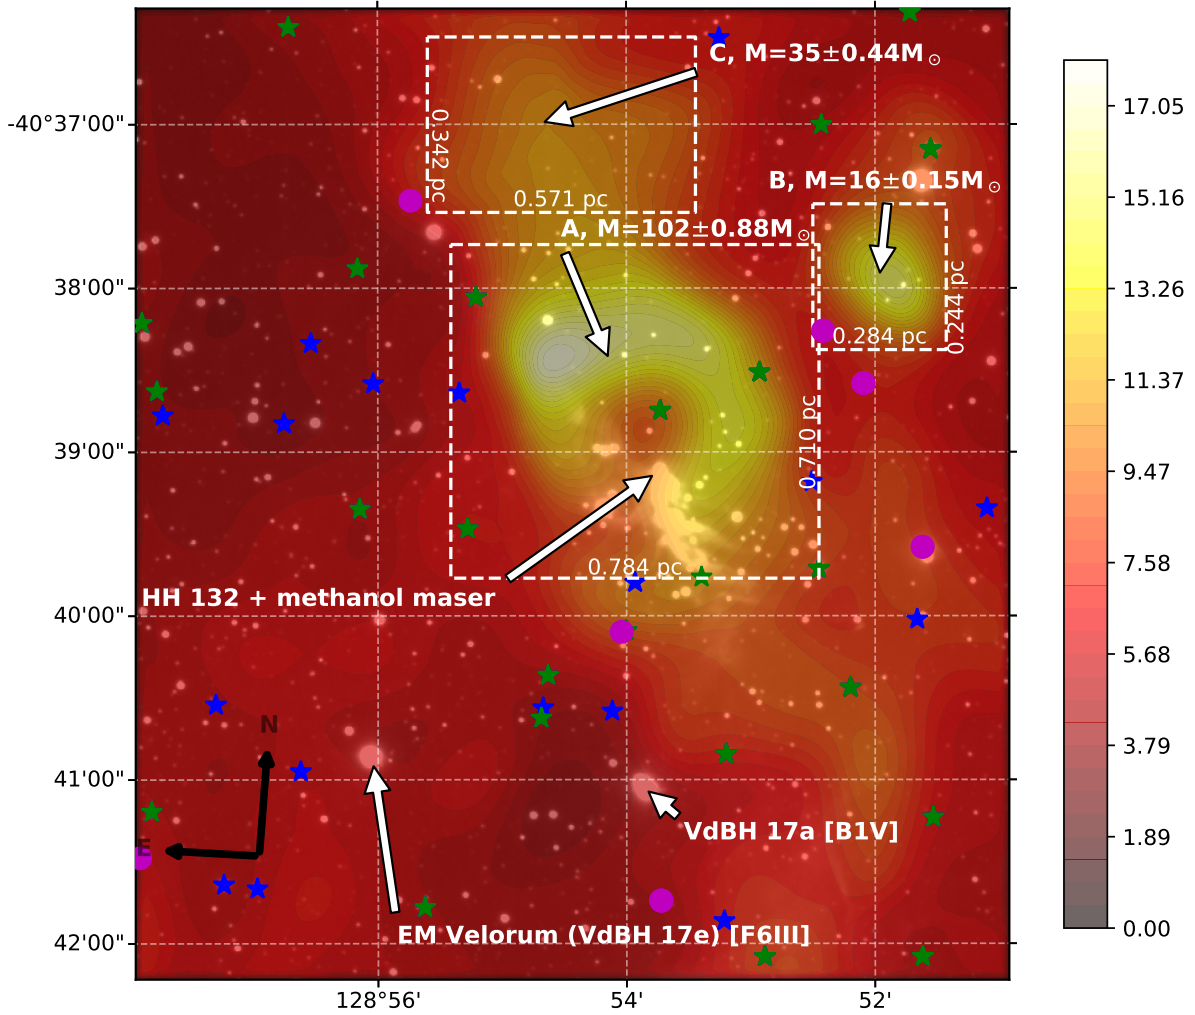 C, M=35±0.44M⊙
17.05
-40°37'00"
0.342 pc
B, M=16±0.15M⊙
15.16
0.571 pc
A, M=102±0.88M⊙
38'00"
13.26
0.244 pc
0.284 pc
11.37
39'00"
0.710 pc
9.47
0.784 pc
7.58
HH 132 + methanol maser
40'00"
5.68
N
3.79
41'00"
VdBH 17a [B1V]
1.89
E
EM Velorum (VdBH 17e) [F6III]
42'00"
0.00
128°56'
54'
52'